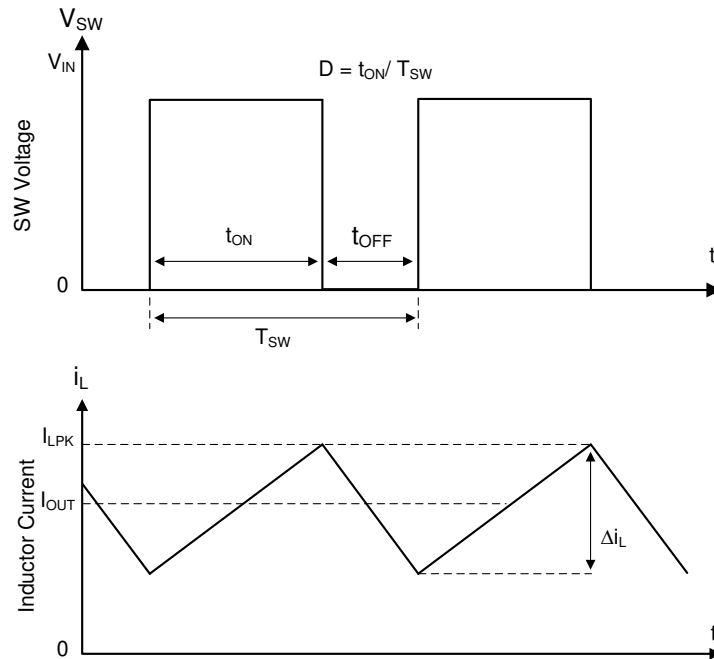 V_SW
V_IN
D = t_ON/ T_SW
SW Voltage
t_ON
t_OFF
t
0
T_SW
i_L
I_LPK
I_OUT
Δi_L
Inductor Current
0
t